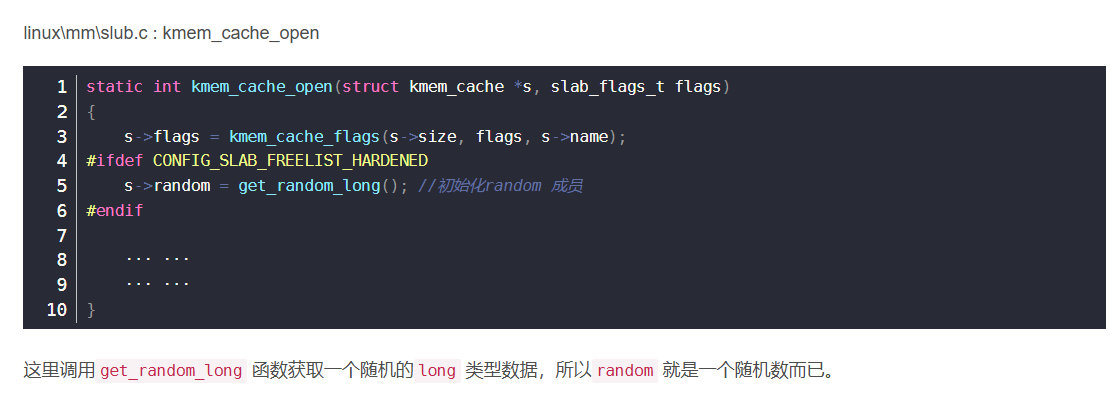 linux\mm\slub.c : kmem_cache_open
1 static int kmem_cache_open(struct kmem_cache *s, slab_flags_t flags)
2 {
3     s->flags = kmem_cache_flags(s->size, flags, s->name);
4 #ifdef CONFIG_SLAB_FREELIST_HARDENED
5     s->random = get_random_long(); //初始化random 成员
6 #endif
7
8     ··· ···
9     ··· ···
10 }
这里调用 get_random_long 函数获取一个随机的 long 类型数据，所以 random 就是一个随机数而已。